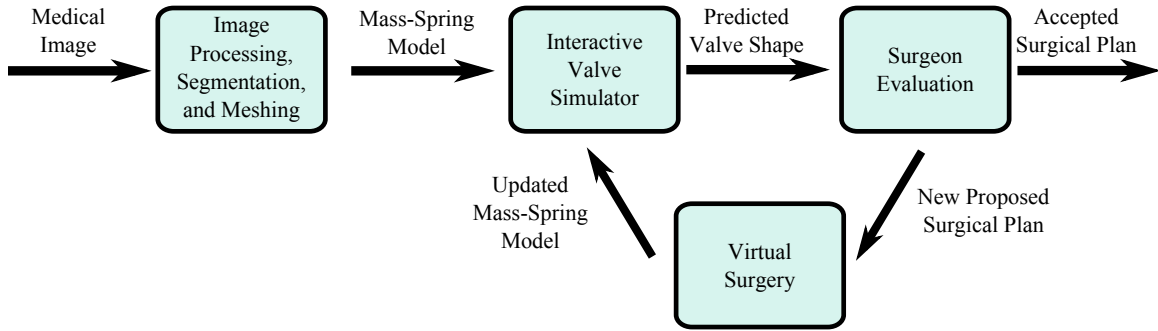 Medical
Image
Image
Processing,
Segmentation,
and Meshing
Mass-Spring
Model
Interactive
Valve
Simulator
Predicted
Valve Shape
Surgeon
Evaluation
Accepted
Surgical Plan
New Proposed
Surgical Plan
Virtual
Surgery
Updated
Mass-Spring
Model